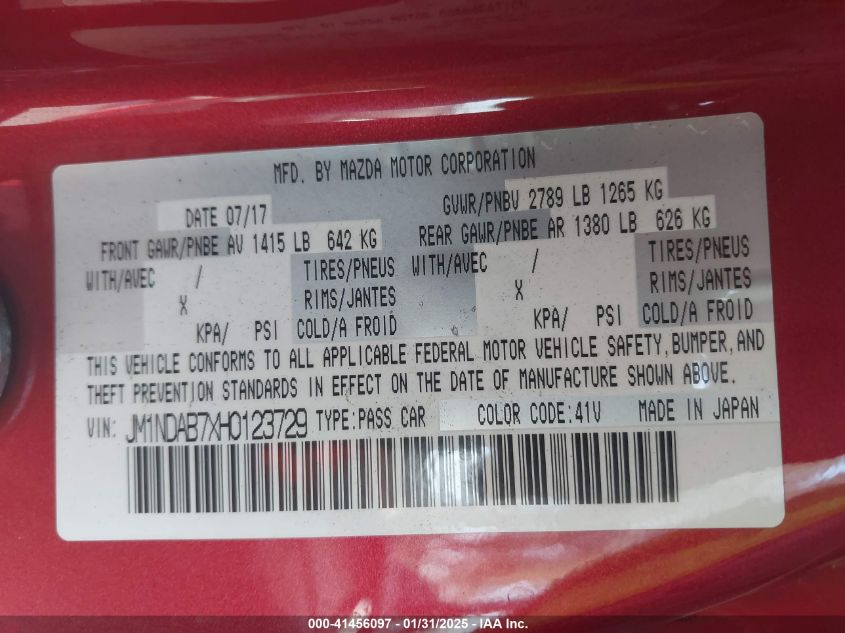 MFD. BY MAZDA MOTOR CORPORATION
DATE 07/17 GVWR/PNBV 2789 LB 1265 KG
FRONT GAWR/PNBE AV 1415 LB 642 KG REAR GAWR/PNBE AR 1380 LB 626 KG
WITH/AVEC / TIRES/PNEUS WITH/AVEC / TIRES/PNEUS
X RIMS/JANTES X RIMS/JANTES
KPA/ PSI COLD/A FROID KPA/ PSI COLD/A FROID
THIS VEHICLE CONFORMS TO ALL APPLICABLE FEDERAL MOTOR VEHICLE SAFETY, BUMPER, AND
THEFT PREVENTION STANDARDS IN EFFECT ON THE DATE OF MANUFACTURE SHOWN ABOVE.
VIN: JM1NDAB7XH0123729 TYPE:PASS CAR COLOR CODE:41V MADE IN JAPAN
000-41456097 - 01/31/2025 - IAA Inc.